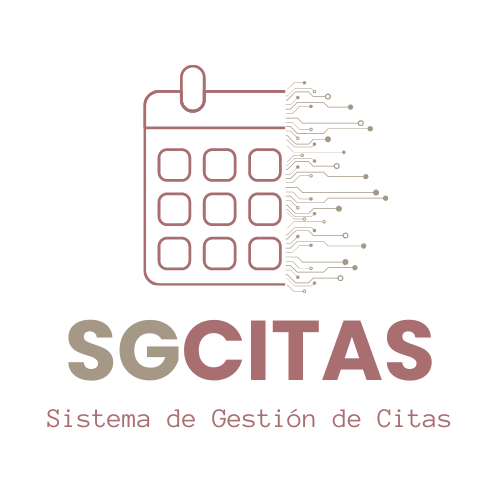 SGCITAS
Sistema de Gestión de Citas